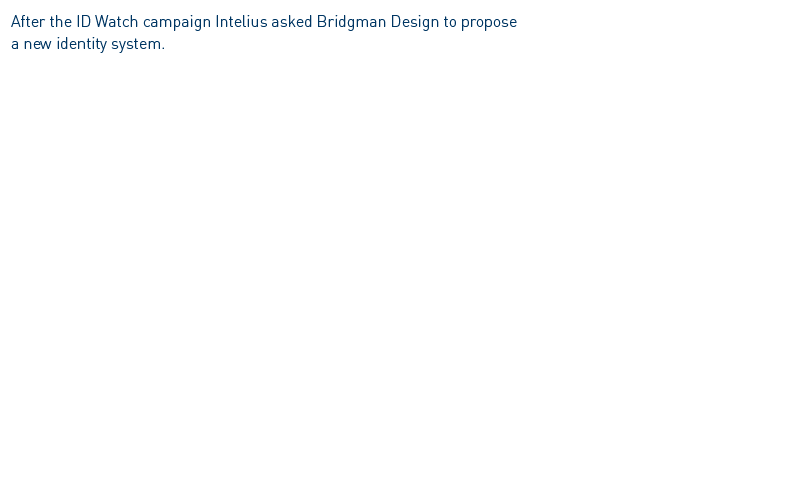 After the ID Watch campaign Intelius asked Bridgman Design to propose
a new identity system.